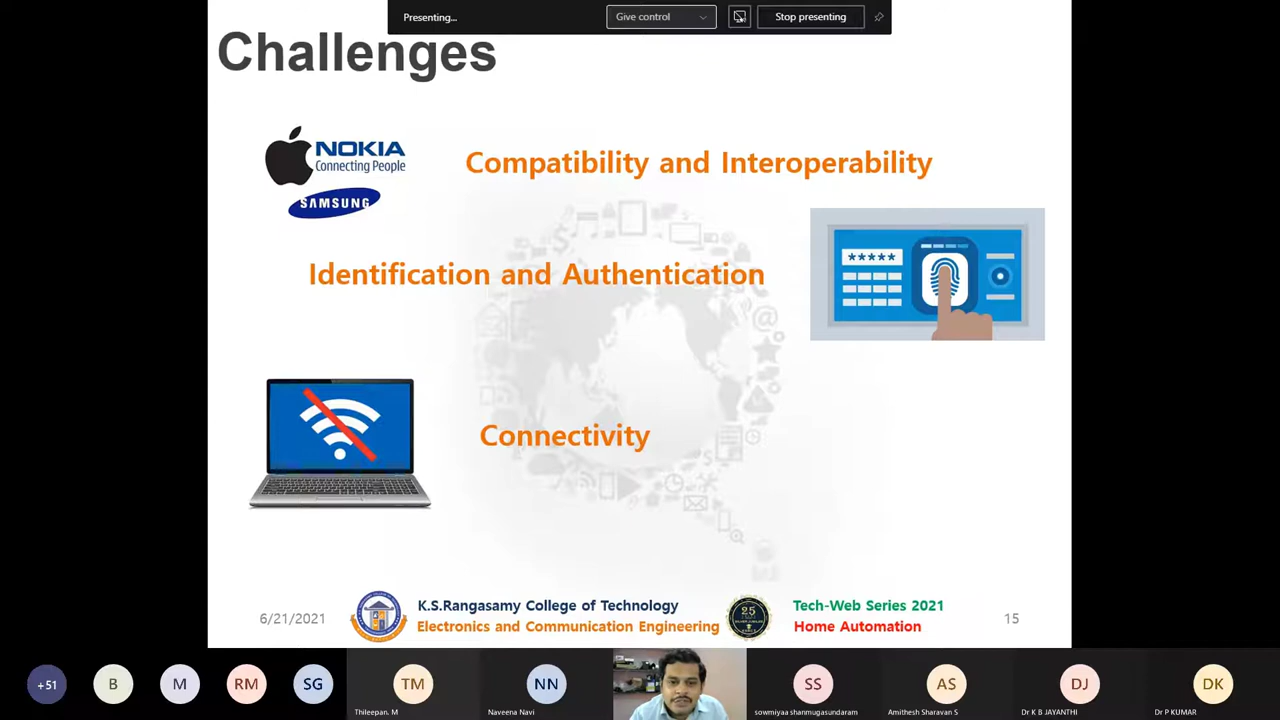 Presenting...
Give control
Stop presenting
Challenges
NOKIA
Connecting People
SAMSUNG
Compatibility and Interoperability
*****
Identification and Authentication
Connectivity
6/21/2021
K.S.Rangasamy College of Technology
Electronics and Communication Engineering
25
Tech-Web Series 2021
Home Automation
15
+51
B
M
RM
SG
TM
Thileepan. M
NN
Naveena Navi
SS
sowmiyaa shanmugasundaram
AS
Amithesh Sharavan S
DJ
Dr K B JAYANTHI
DK
Dr P KUMAR